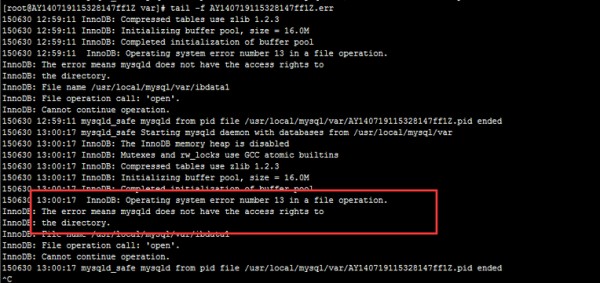 [root@AY140719115328147ff1Z var]# tail -f AY140719115328147ff1Z.err
150630 12:59:11 InnoDB: Compressed tables use zlib 1.2.3
150630 12:59:11 InnoDB: Initializing buffer pool, size = 16.0M
150630 12:59:11 InnoDB: Completed initialization of buffer pool
150630 12:59:11  InnoDB: Operating system error number 13 in a file operation.
InnoDB: The error means mysqld does not have the access rights to
InnoDB: the directory.
InnoDB: File name /usr/local/mysql/var/ibdata1
InnoDB: File operation call: 'open'.
InnoDB: Cannot continue operation.
150630 12:59:11 mysqld_safe mysqld from pid file /usr/local/mysql/var/AY140719115328147ff1Z.pid ended
150630 13:00:17 mysqld_safe Starting mysqld daemon with databases from /usr/local/mysql/var
150630 13:00:17 InnoDB: The InnoDB memory heap is disabled
150630 13:00:17 InnoDB: Mutexes and rw_locks use GCC atomic builtins
150630 13:00:17 InnoDB: Compressed tables use zlib 1.2.3
150630 13:00:17 InnoDB: Initializing buffer pool, size = 16.0M
150630 13:00:17 InnoDB: Completed initialization of buffer pool
150630 13:00:17  InnoDB: Operating system error number 13 in a file operation.
InnoDB: The error means mysqld does not have the access rights to
InnoDB: the directory.
InnoDB: File name /usr/local/mysql/var/ibdata1
InnoDB: File operation call: 'open'.
InnoDB: Cannot continue operation.
150630 13:00:17 mysqld_safe mysqld from pid file /usr/local/mysql/var/AY140719115328147ff1Z.pid ended
^C